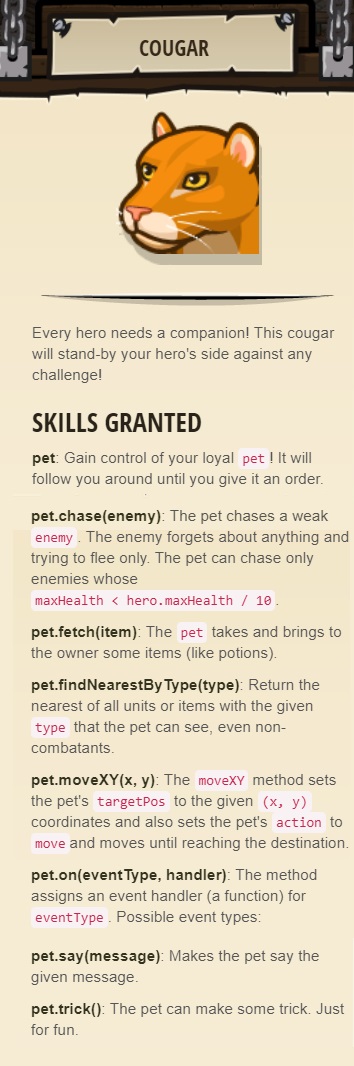 COUGAR
Every hero needs a companion! This cougar
will stand-by your hero's side against any
challenge!
SKILLS GRANTED
pet: Gain control of your loyal pet! It will
follow you around until you give it an order.
pet.chase(enemy): The pet chases a weak
enemy. The enemy forgets about anything and
trying to flee only. The pet can chase only
enemies whose
maxHealth < hero.maxHealth / 10.
pet.fetch(item): The pet takes and brings to
the owner some items (like potions).
pet.findNearestByType(type): Return the
nearest of all units or items with the given
type that the pet can see, even non-
combatants.
pet.moveXY(x, y): The moveXY method sets
the pet's targetPos to the given (x, y)
coordinates and also sets the pet's action to
move and moves until reaching the destination.
pet.on(eventType, handler): The method
assigns an event handler (a function) for
eventType. Possible event types:
pet.say(message): Makes the pet say the
given message.
pet.trick(): The pet can make some trick. Just
for fun.